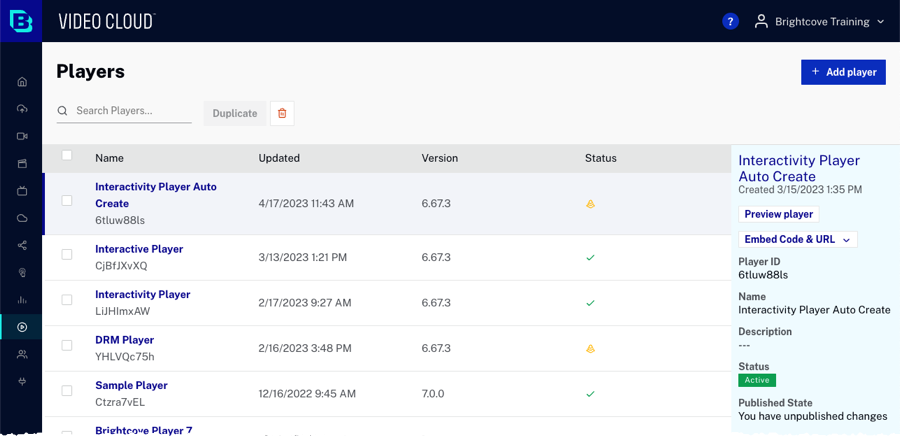 VIDEO CLOUD™
?
Brightcove Training
Players
+ Add player
Search Players...
Duplicate
Name Updated Version Status
Interactivity Player Auto
Create
6tluw88ls
4/17/2023 11:43 AM
6.67.3
Interactive Player
CjBfJXvXQ
3/13/2023 1:21 PM
6.67.3
Interactivity Player
LiJHImxAW
2/17/2023 9:27 AM
6.67.3
DRM Player
YHLVQc75h
2/16/2023 3:48 PM
6.67.3
Sample Player
Ctzra7vEL
12/16/2022 9:45 AM
7.0.0
Brightcove Player 7
Interactivity Player
Auto Create
Created 3/15/2023 1:35 PM
Preview player
Embed Code & URL
Player ID
6tluw88ls
Name
Interactivity Player Auto Create
Description
---
Status
Active
Published State
You have unpublished changes